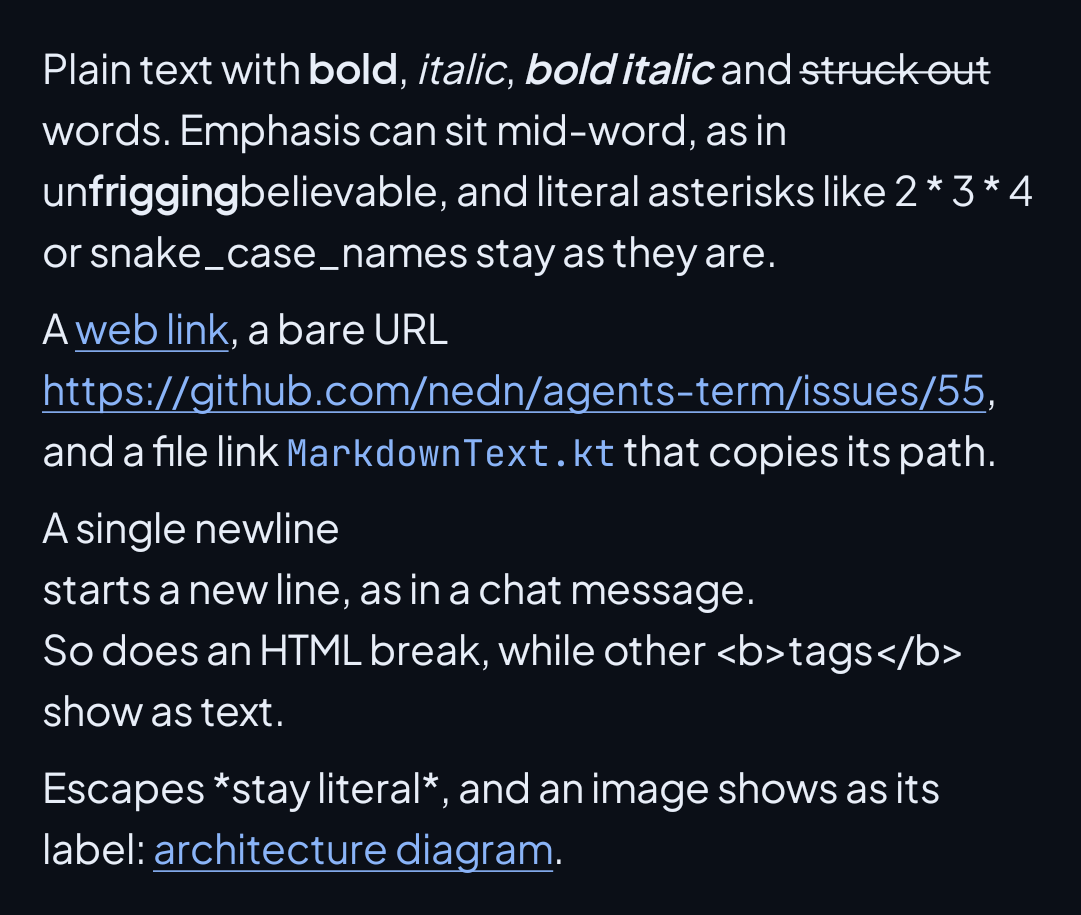 Plain text with bold, italic, bold italic and struck out
words. Emphasis can sit mid-word, as in
unfriggingbelievable, and literal asterisks like 2 * 3 * 4
or snake_case_names stay as they are.
A web link, a bare URL
https://github.com/nedn/agents-term/issues/55,
and a file link MarkdownText.kt that copies its path.
A single newline
starts a new line, as in a chat message.
So does an HTML break, while other <b>tags</b>
show as text.
Escapes *stay literal*, and an image shows as its
label: architecture diagram.